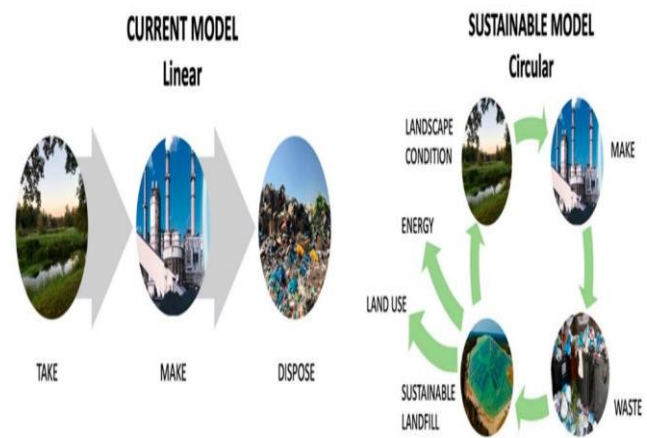 CURRENT MODEL
Linear
TAKE
MAKE
DISPOSE
SUSTAINABLE MODEL
Circular
LANDSCAPE
CONDITION
MAKE
ENERGY
LAND USE
SUSTAINABLE
LANDFILL
WASTE